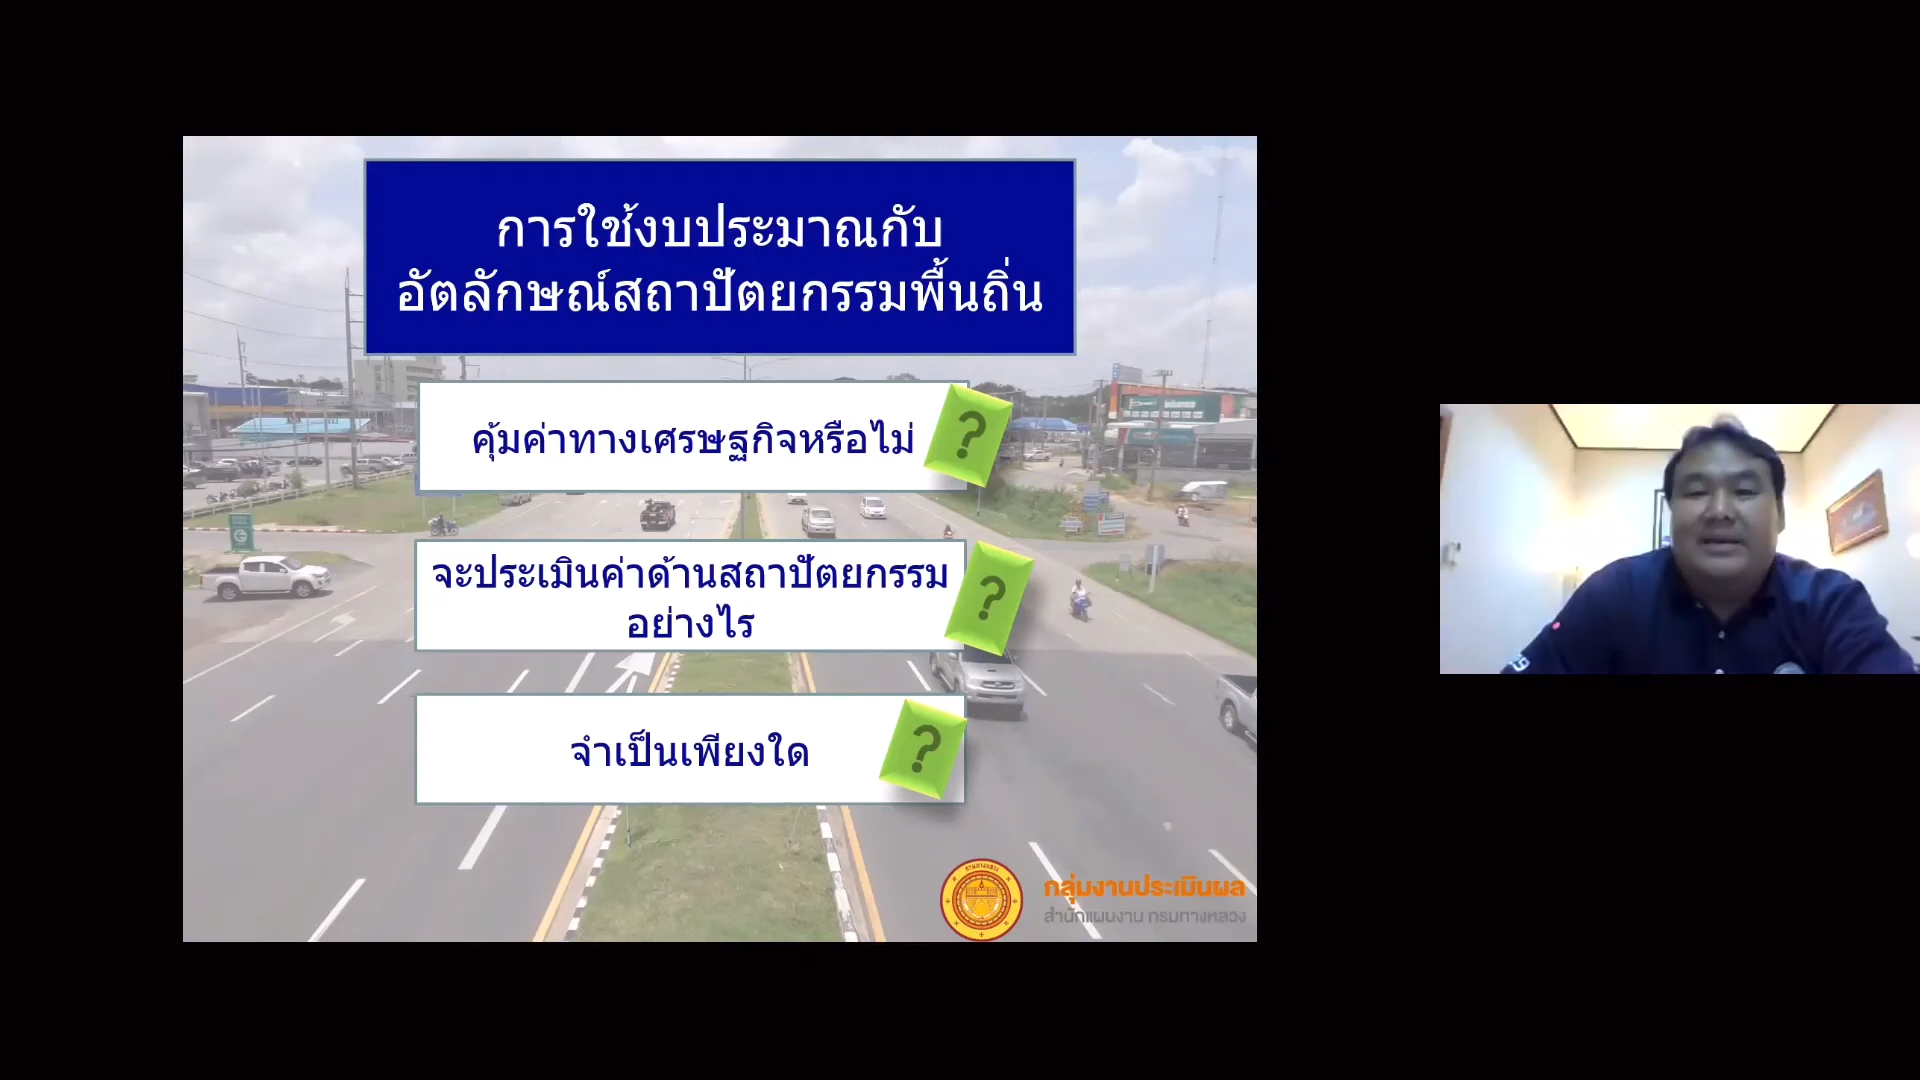 การใช้งบประมาณกับ
อัตลักษณ์สถาปัตยกรรมพื้นถิ่น
คุ้มค่าทางเศรษฐกิจหรือไม่
?
จะประเมินค่าด้านสถาปัตยกรรม
อย่างไร
?
จำเป็นเพียงใด
?
กลุ่มงานประเมินผล
สำนักแผนงาน กรมทางหลวง